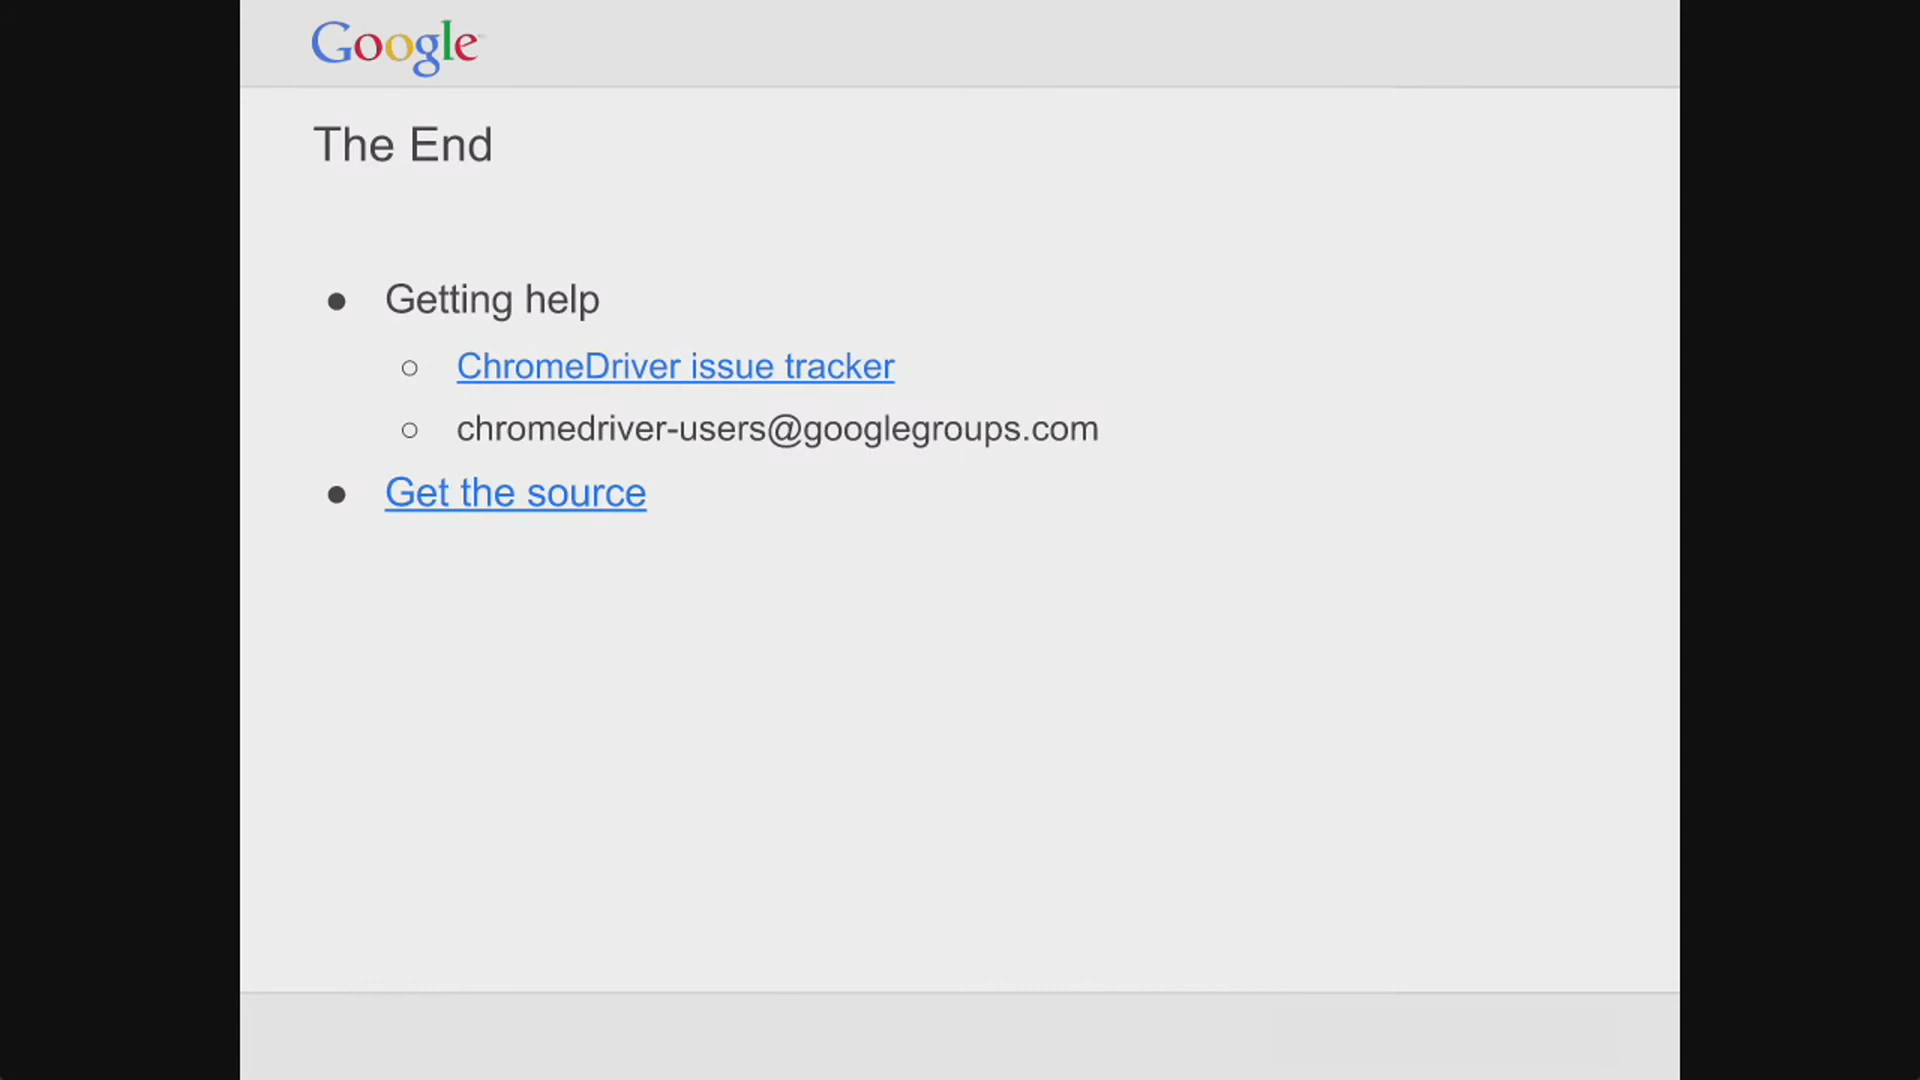 Google
The End
● Getting help
○ ChromeDriver issue tracker
○ chromedriver-users@googlegroups.com
● Get the source